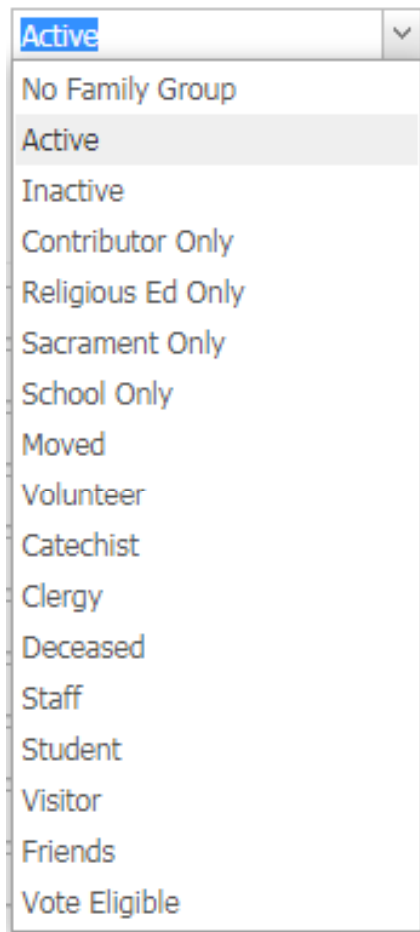 Active
No Family Group
Active
Inactive
Contributor Only
Religious Ed Only
Sacrament Only
School Only
Moved
Volunteer
Catechist
Clergy
Deceased
Staff
Student
Visitor
Friends
Vote Eligible